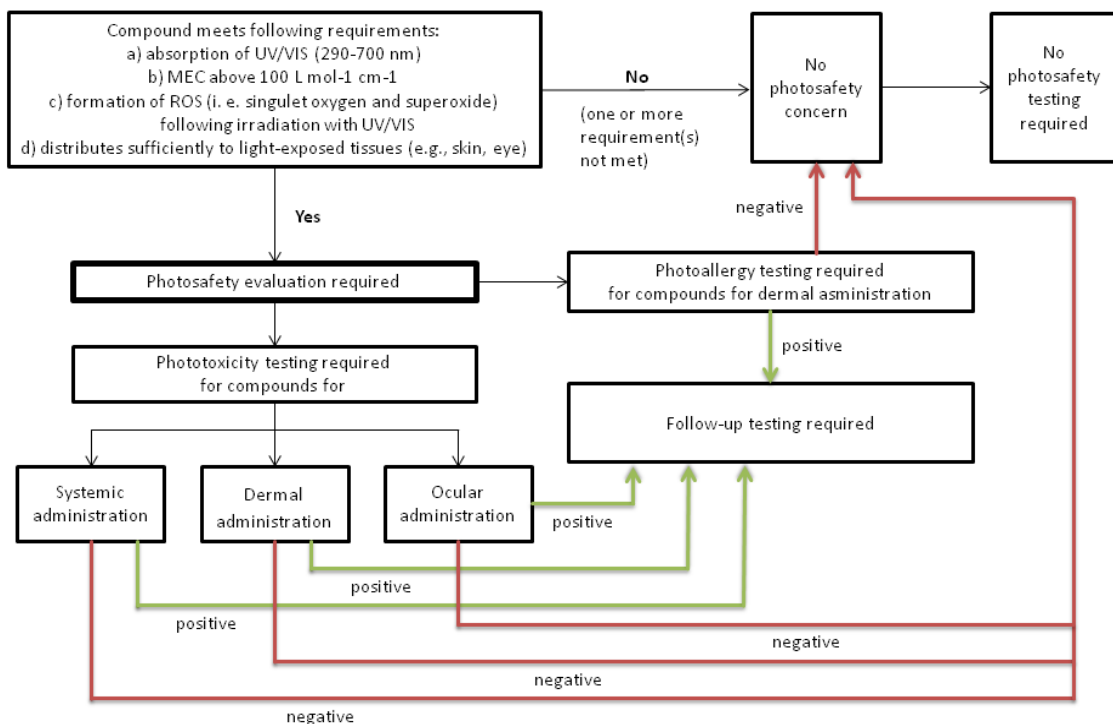 Compound meets following requirements:
a) absorption of UV/VIS (290-700 nm)
b) MEC above 100 L mol-1 cm-1
c) formation of ROS (i. e. singulet oxygen and superoxide)
following irradiation with UV/VIS
d) distributes sufficiently to light-exposed tissues (e.g., skin, eye)
No
(one or more
requirement(s)
not met)
No
photosafety
concern
No
photosafety
testing
required
Yes
negative
Photosafety evaluation required
Photoallergy testing required
for compounds for dermal asministration
positive
Phototoxicity testing required
for compounds for
Follow-up testing required
Systemic
administration
Dermal
administration
Ocular
administration
positive
positive
positive
negative
negative
negative